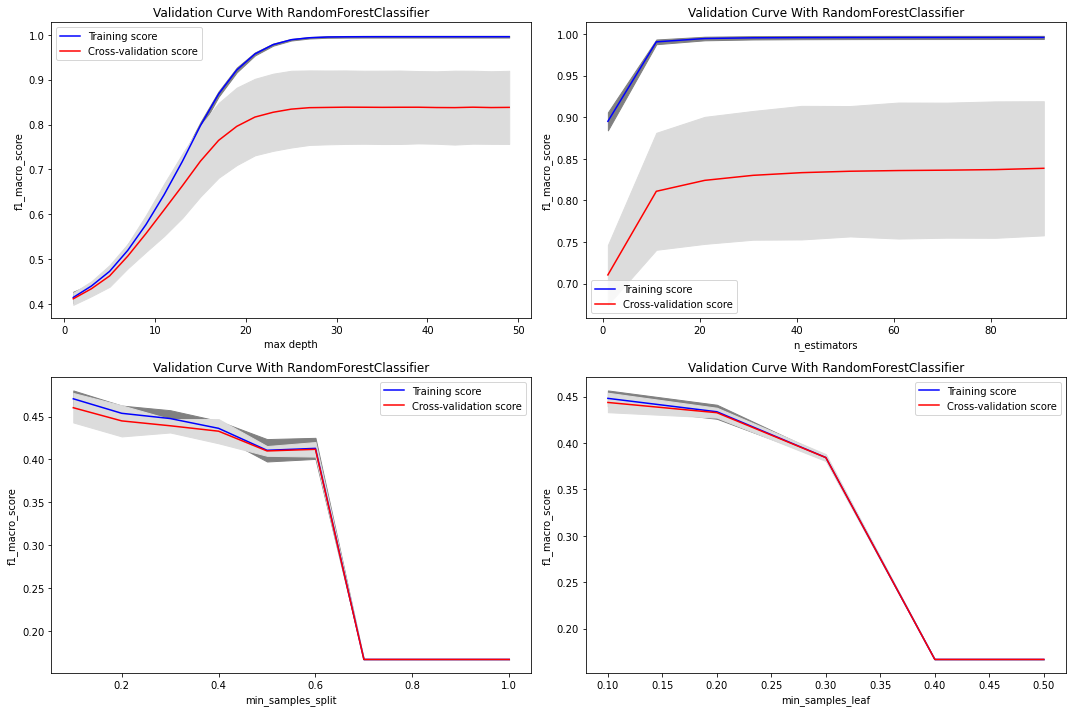 Validation Curve With RandomForestClassifier
Training score
Cross-validation score
f1_macro_score
1.0
0.9
0.8
0.7
0.6
0.5
0.4
0
10
20
30
40
50
max depth
Validation Curve With RandomForestClassifier
f1_macro_score
1.00
0.95
0.90
0.85
0.80
0.75
0.70
Training score
Cross-validation score
0
20
40
60
80
n_estimators
Validation Curve With RandomForestClassifier
Training score
Cross-validation score
f1_macro_score
0.45
0.40
0.35
0.30
0.25
0.20
0.2
0.4
0.6
0.8
1.0
min_samples_split
Validation Curve With RandomForestClassifier
Training score
Cross-validation score
f1_macro_score
0.45
0.40
0.35
0.30
0.25
0.20
0.10
0.15
0.20
0.25
0.30
0.35
0.40
0.45
0.50
min_samples_leaf